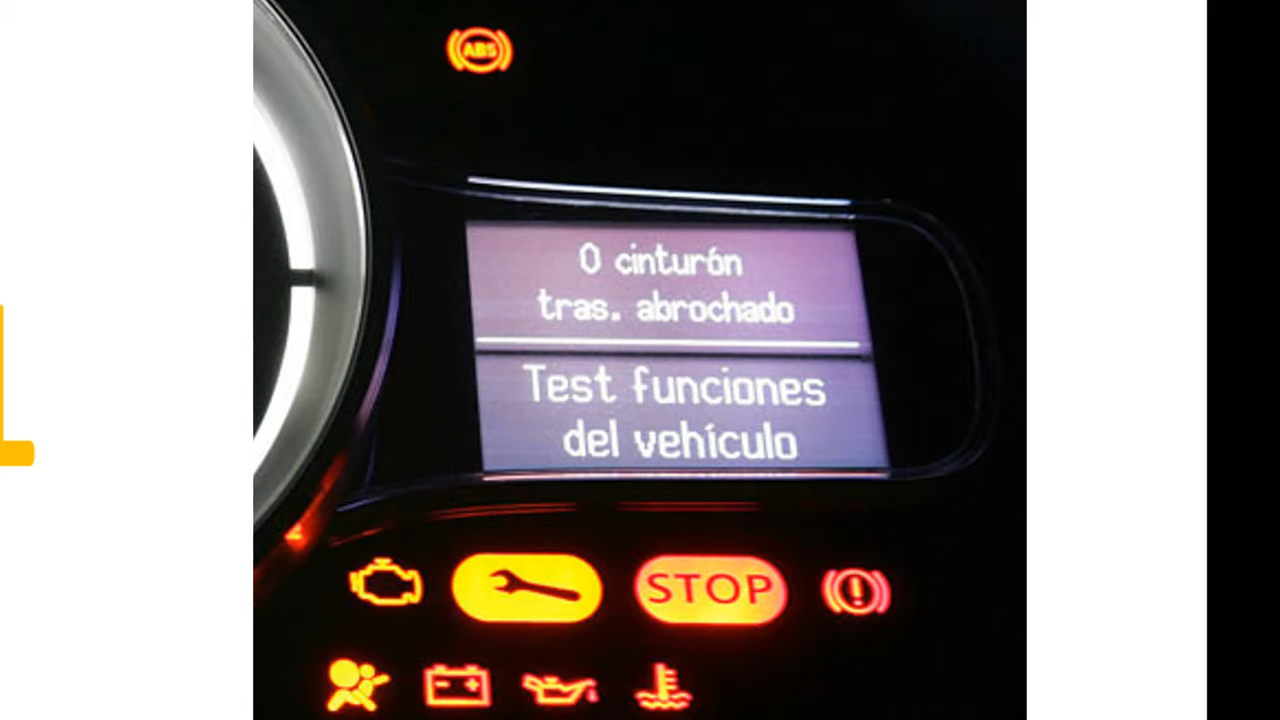 ABS
0 cinturón
tras. abrochado
Test funciones
del vehículo
STOP